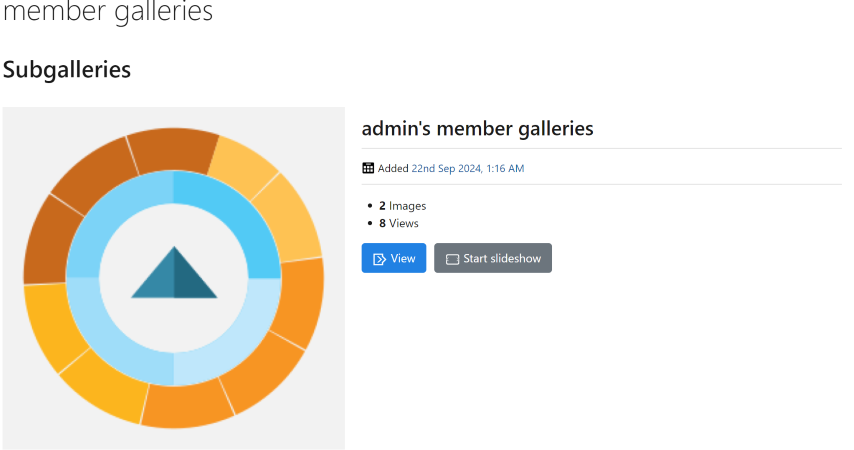 member galleries
Subgalleries
admin's member galleries
Added 22nd Sep 2024, 1:16 AM
2 Images
8 Views
View
Start slideshow